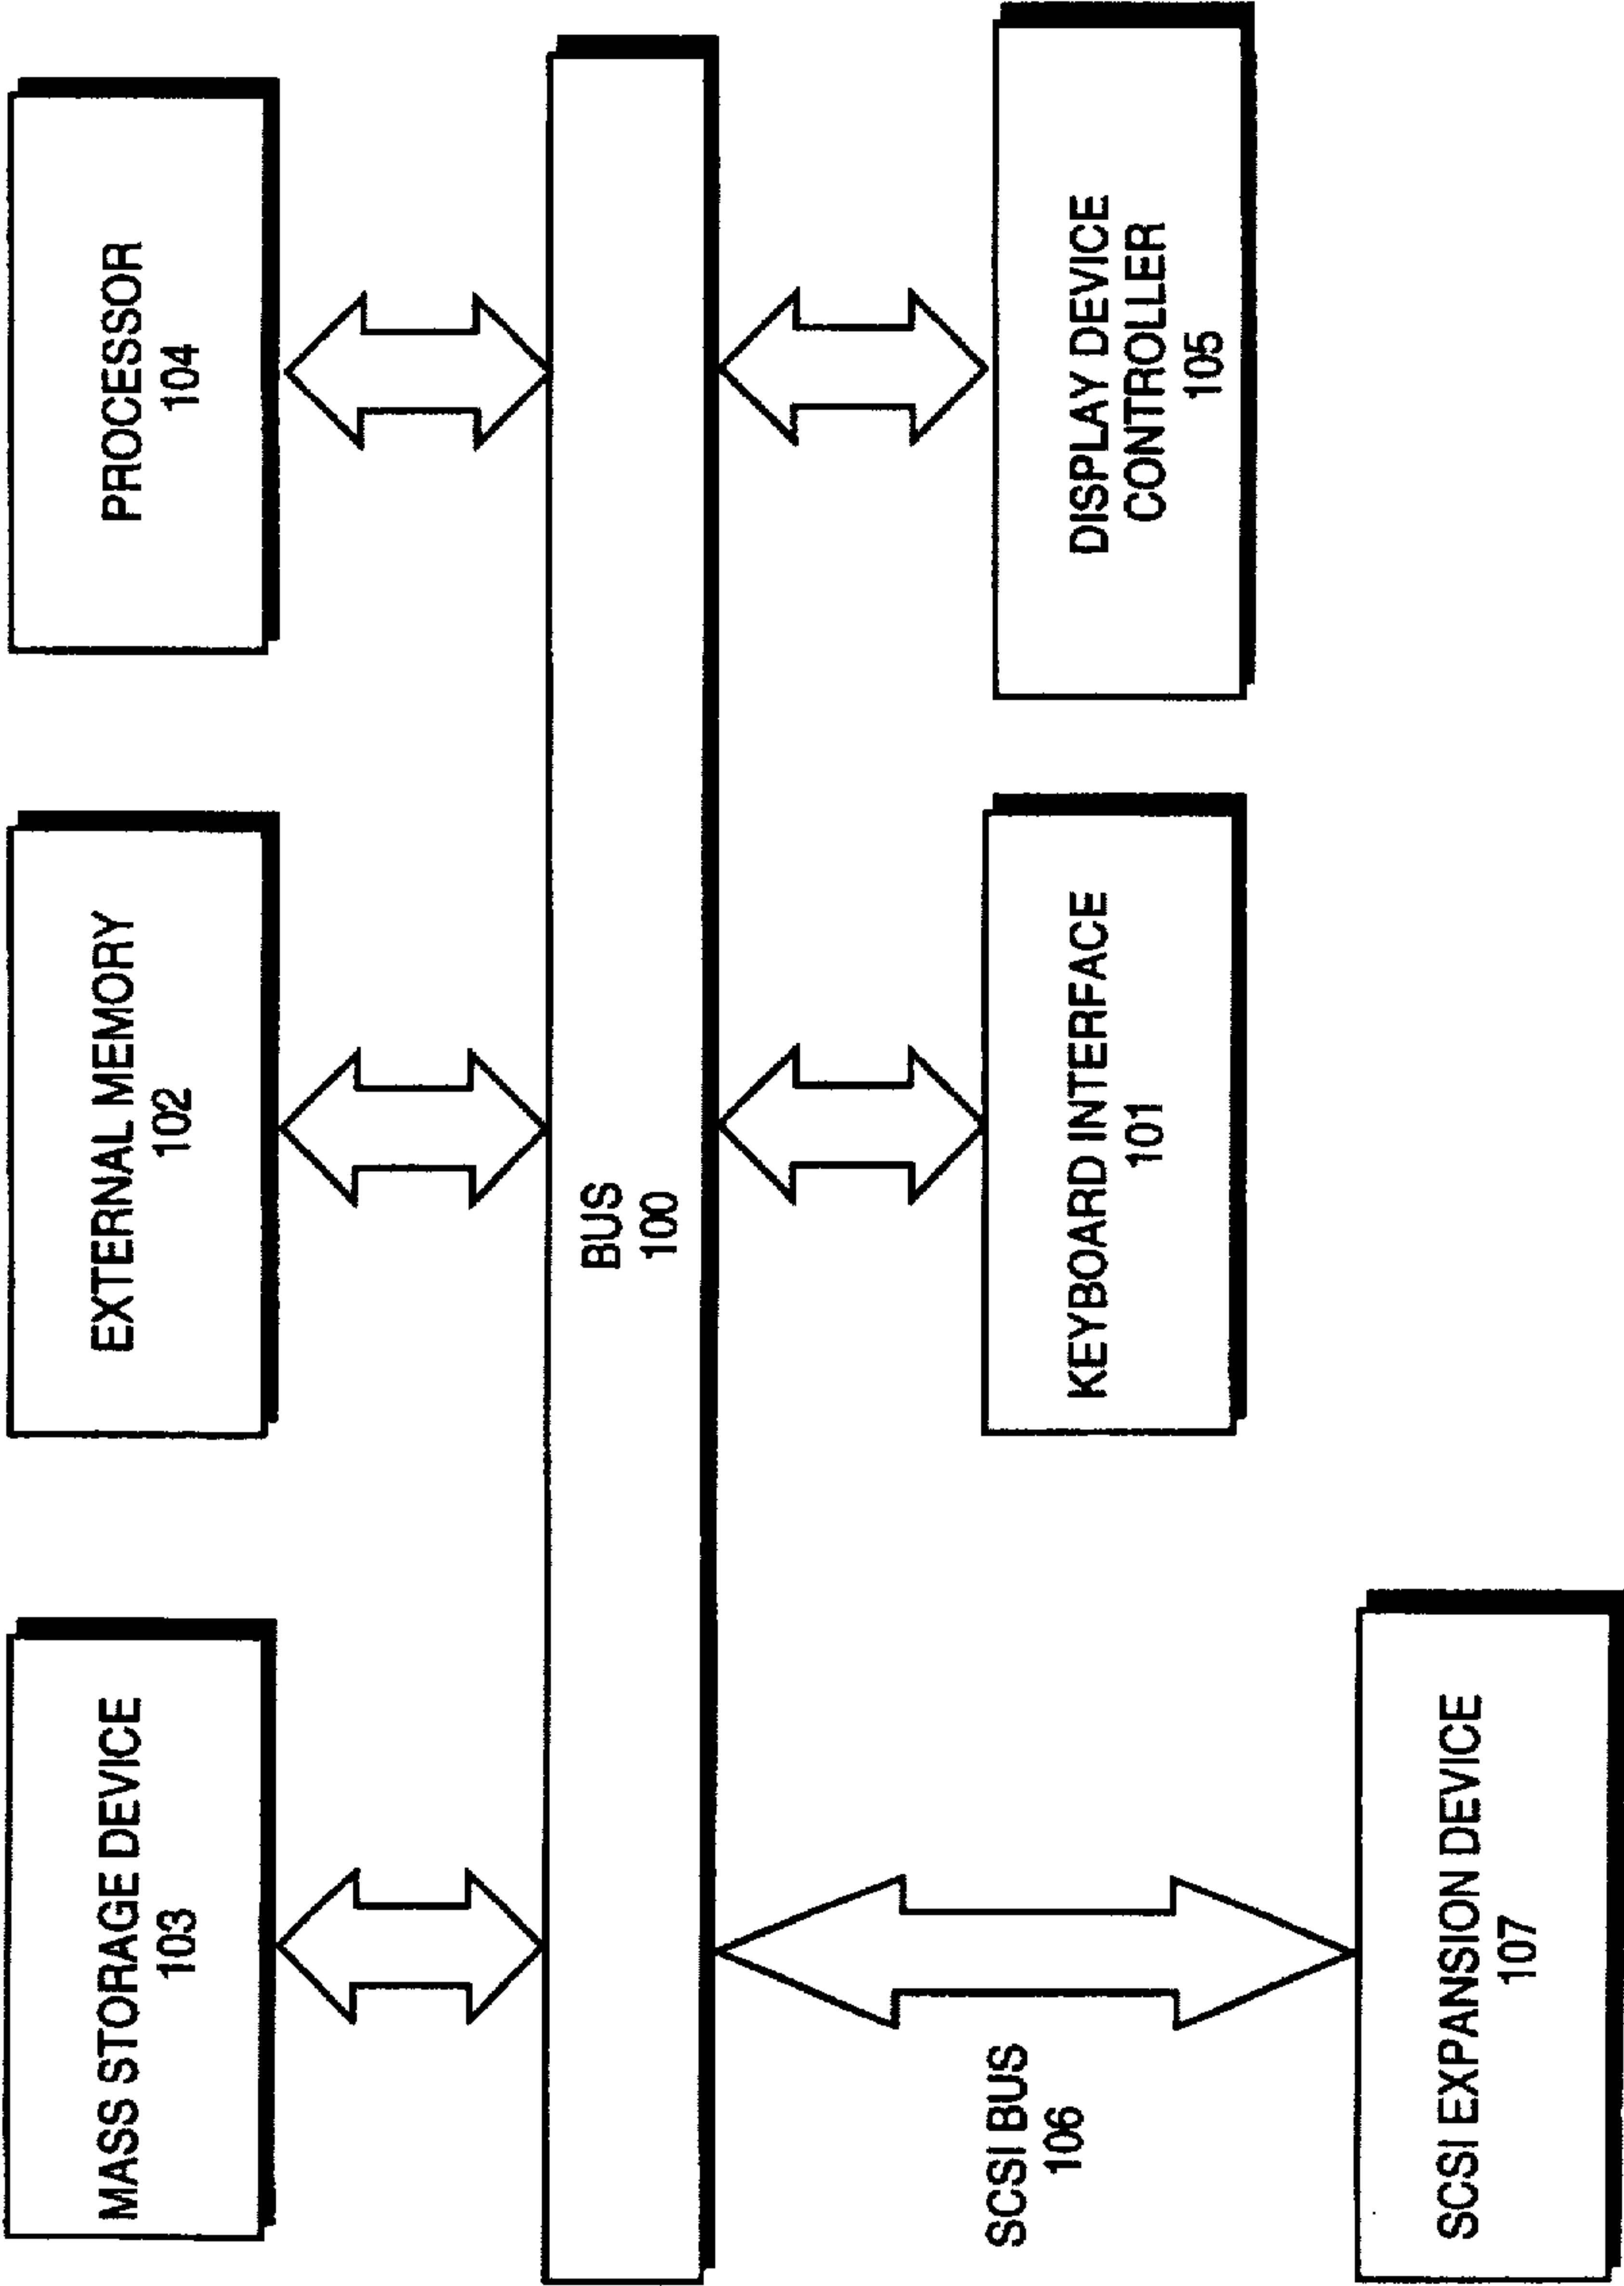 MASS STORAGE DEVICE
103
EXTERNAL MEMORY
102
PROCESSOR
104
BUS
100
SCSI BUS
106
KEYBOARD INTERFACE
101
DISPLAY DEVICE
CONTROLLER
105
SCSI EXPANSION DEVICE
107